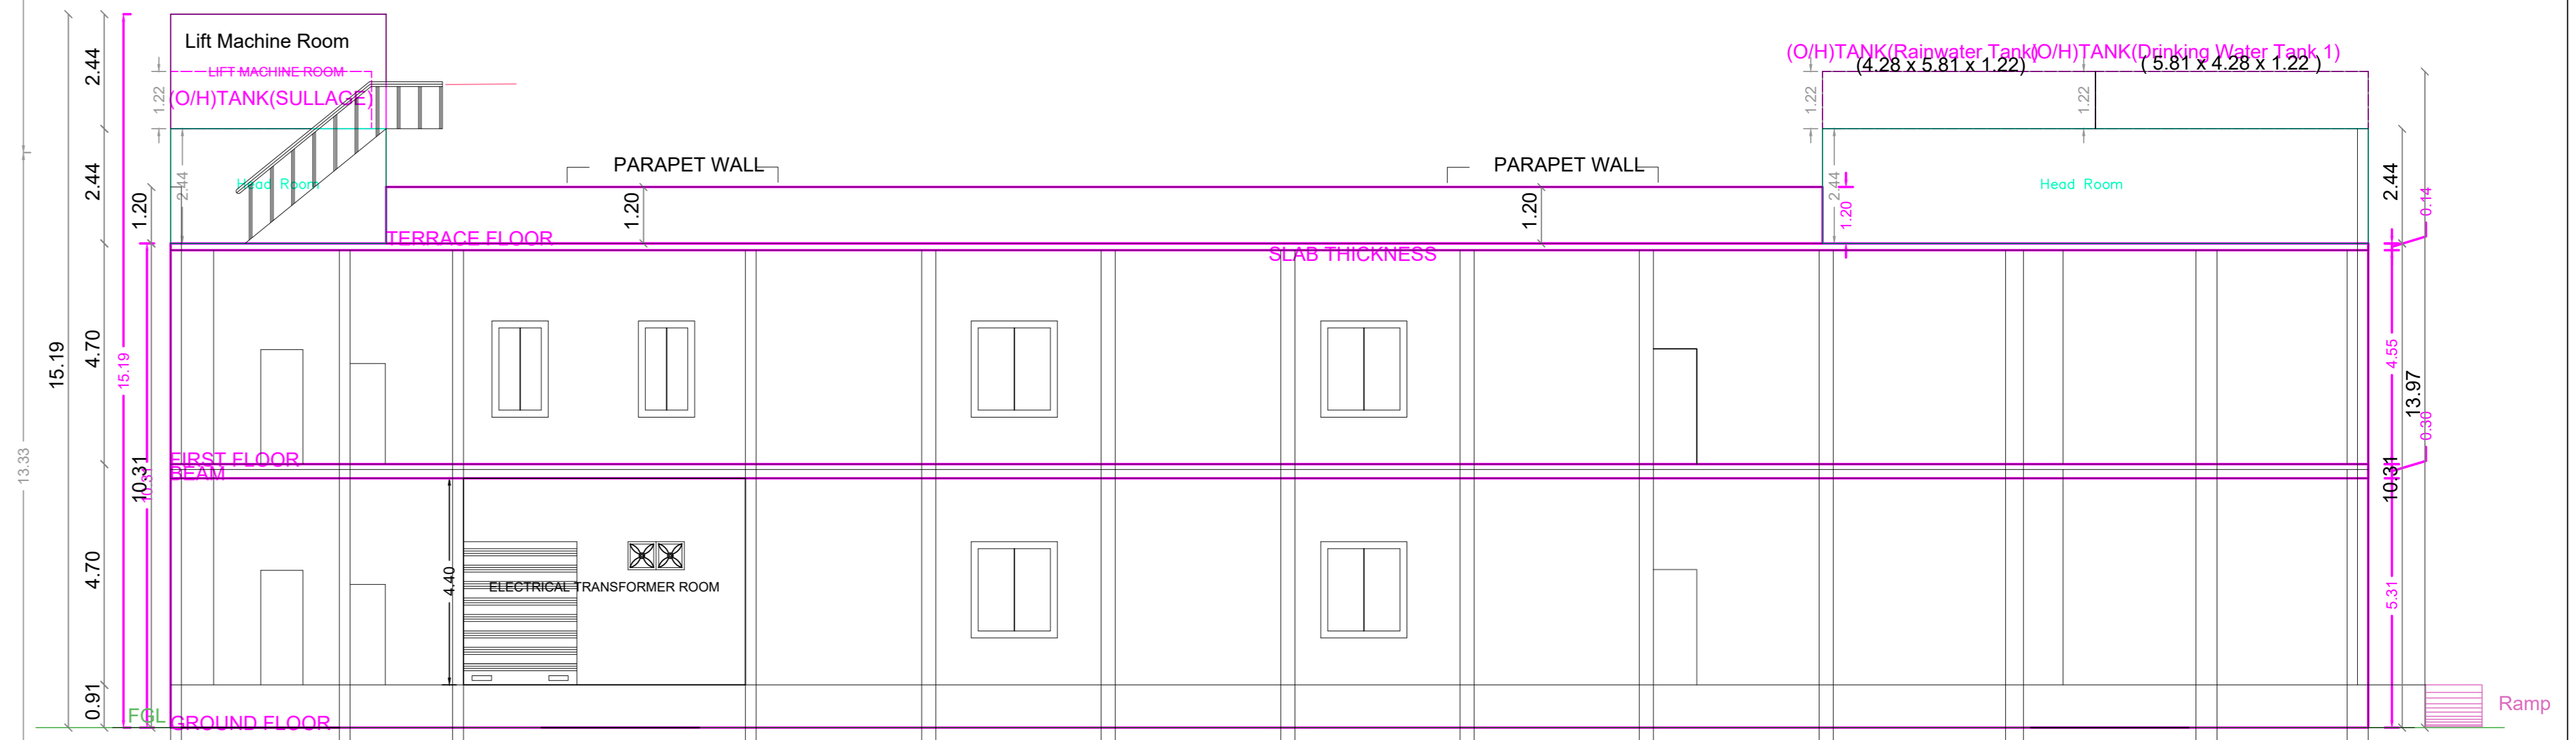 Lift Machine Room
LIFT MACHINE ROOM
(O/H)TANK(SULLAGE)
(O/H)TANK(Rainwater Tank)
(O/H)TANK(Drinking Water Tank 1)
(4.28 x 5.81 x 1.22)
( 5.81 x 4.28 x 1.22 )
2.44
1.22
1.22
1.22
PARAPET WALL
PARAPET WALL
Head Room
Head Room
2.44
2.44
1.20
1.20
1.20
2.44
1.20
2.44
0.14
TERRACE FLOOR
SLAB THICKNESS
15.19
4.70
15.19
4.55
13.97
13.33
FIRST FLOOR
BEAM
10.31
10.31
10.31
0.30
4.70
4.40
ELECTRICAL TRANSFORMER ROOM
5.31
0.91
FGL
GROUND FLOOR
Ramp